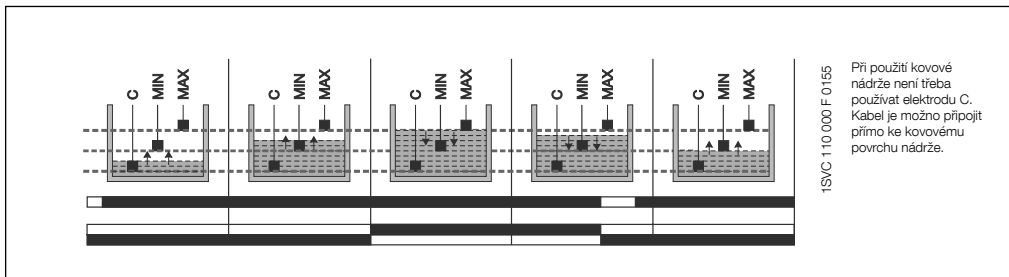 C MIN MAX
C MIN MAX
C MIN MAX
C MIN MAX
C MIN MAX
1SVC 110 000 F 0155
Při použití kovové
nádrže není třeba
používat elektrodu C.
Kabel je možno připojit
přímo ke kovovému
povrchu nádrže.